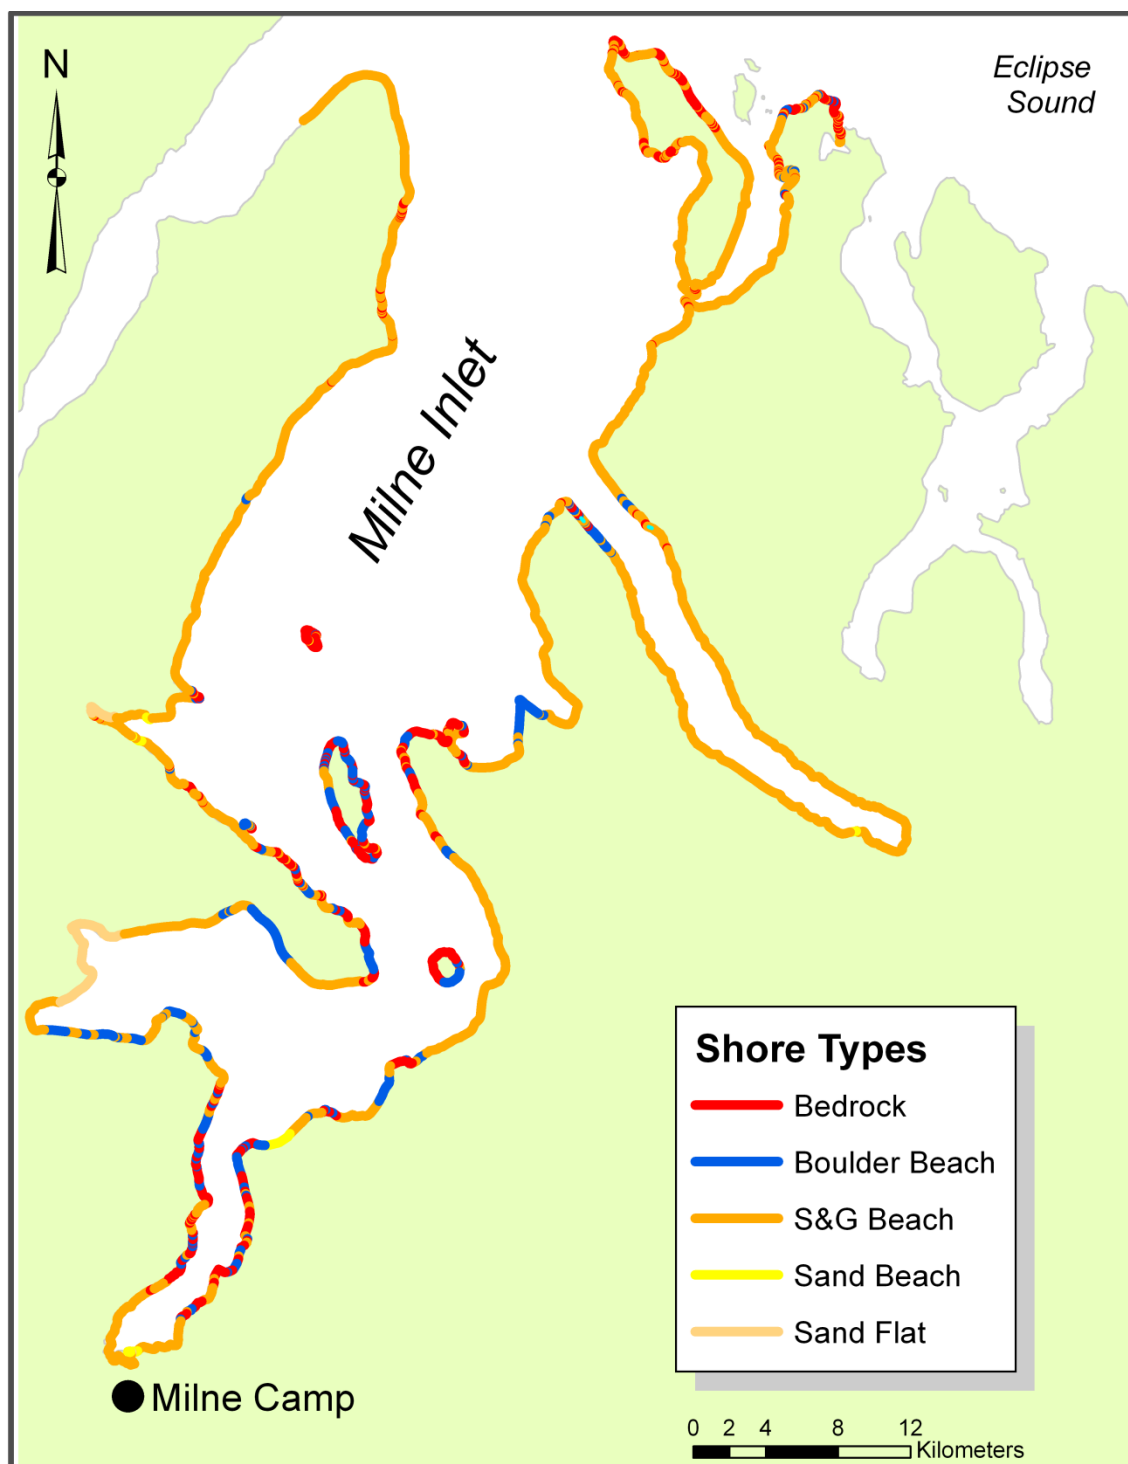 N
Eclipse
Sound
Milne Inlet
Shore Types
Bedrock
Boulder Beach
S&G Beach
Sand Beach
Sand Flat
Milne Camp
0 2 4 8 12
Kilometers